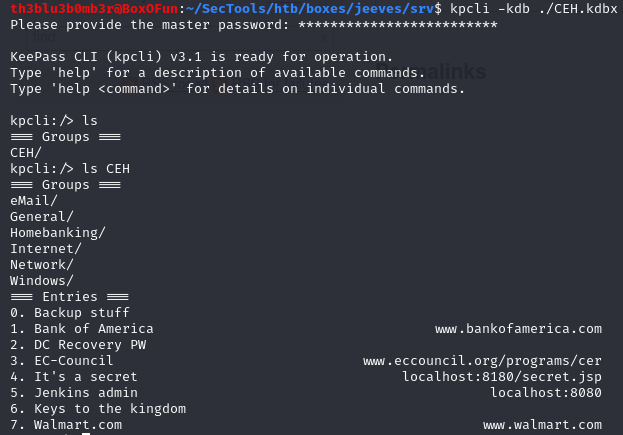 th3blu3b0mb3r@BoxOFun:~/SecTools/htb/boxes/jeeves/srv$ kpcli -kdb ./CEH.kdbx
Please provide the master password: *************************
KeePass CLI (kpcli) v3.1 is ready for operation.
Type 'help' for a description of available commands.
Type 'help <command>' for details on individual commands.
kpcli:/> ls
=== Groups ===
CEH/
kpcli:/> ls CEH
=== Groups ===
eMail/
General/
Homebanking/
Internet/
Network/
Windows/
=== Entries ===
0. Backup stuff
1. Bank of America www.bankofamerica.com
2. DC Recovery PW
3. EC-Council www.eccouncil.org/programs/cer
4. It's a secret localhost:8180/secret.jsp
5. Jenkins admin localhost:8080
6. Keys to the kingdom
7. Walmart.com www.walmart.com